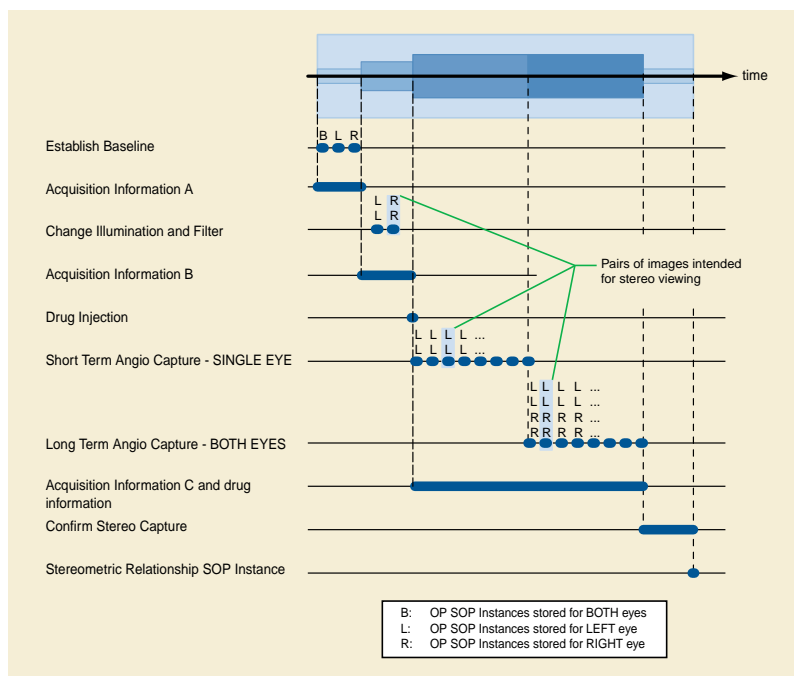 time
B L R
Establish Baseline
Acquisition Information A
L R
L R
Change Illumination and Filter
Acquisition Information B
Pairs of images intended
for stereo viewing
Drug Injection
L L L L ...
L L L L ...
Short Term Angio Capture - SINGLE EYE
L L L L ...
L L L L ...
R R R R ...
R R R R ...
Long Term Angio Capture - BOTH EYES
Acquisition Information C and drug
information
Confirm Stereo Capture
Stereometric Relationship SOP Instance
B: OP SOP Instances stored for BOTH eyes
L: OP SOP Instances stored for LEFT eye
R: OP SOP Instances stored for RIGHT eye